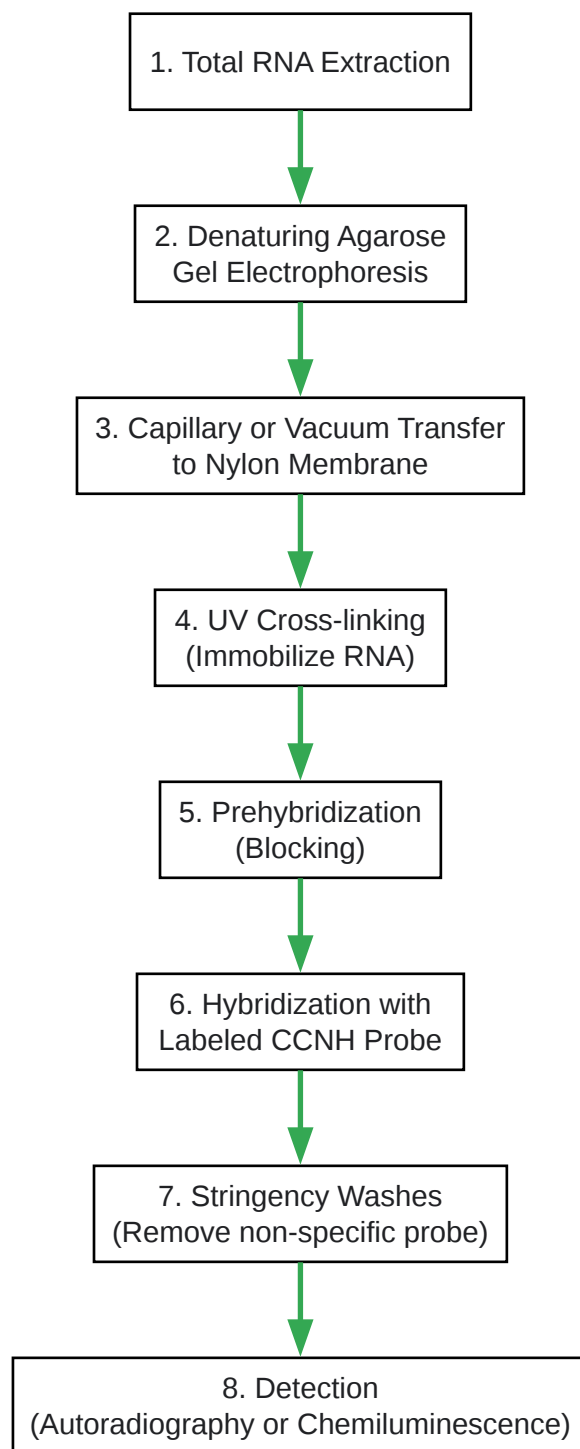 1. Total RNA Extraction
2. Denaturing Agarose
Gel Electrophoresis
3. Capillary or Vacuum Transfer
to Nylon Membrane
4. UV Cross-linking
(Immobilize RNA)
5. Prehybridization
(Blocking)
6. Hybridization with
Labeled CCNH Probe
7. Stringency Washes
(Remove non-specific probe)
8. Detection
(Autoradiography or Chemiluminescence)